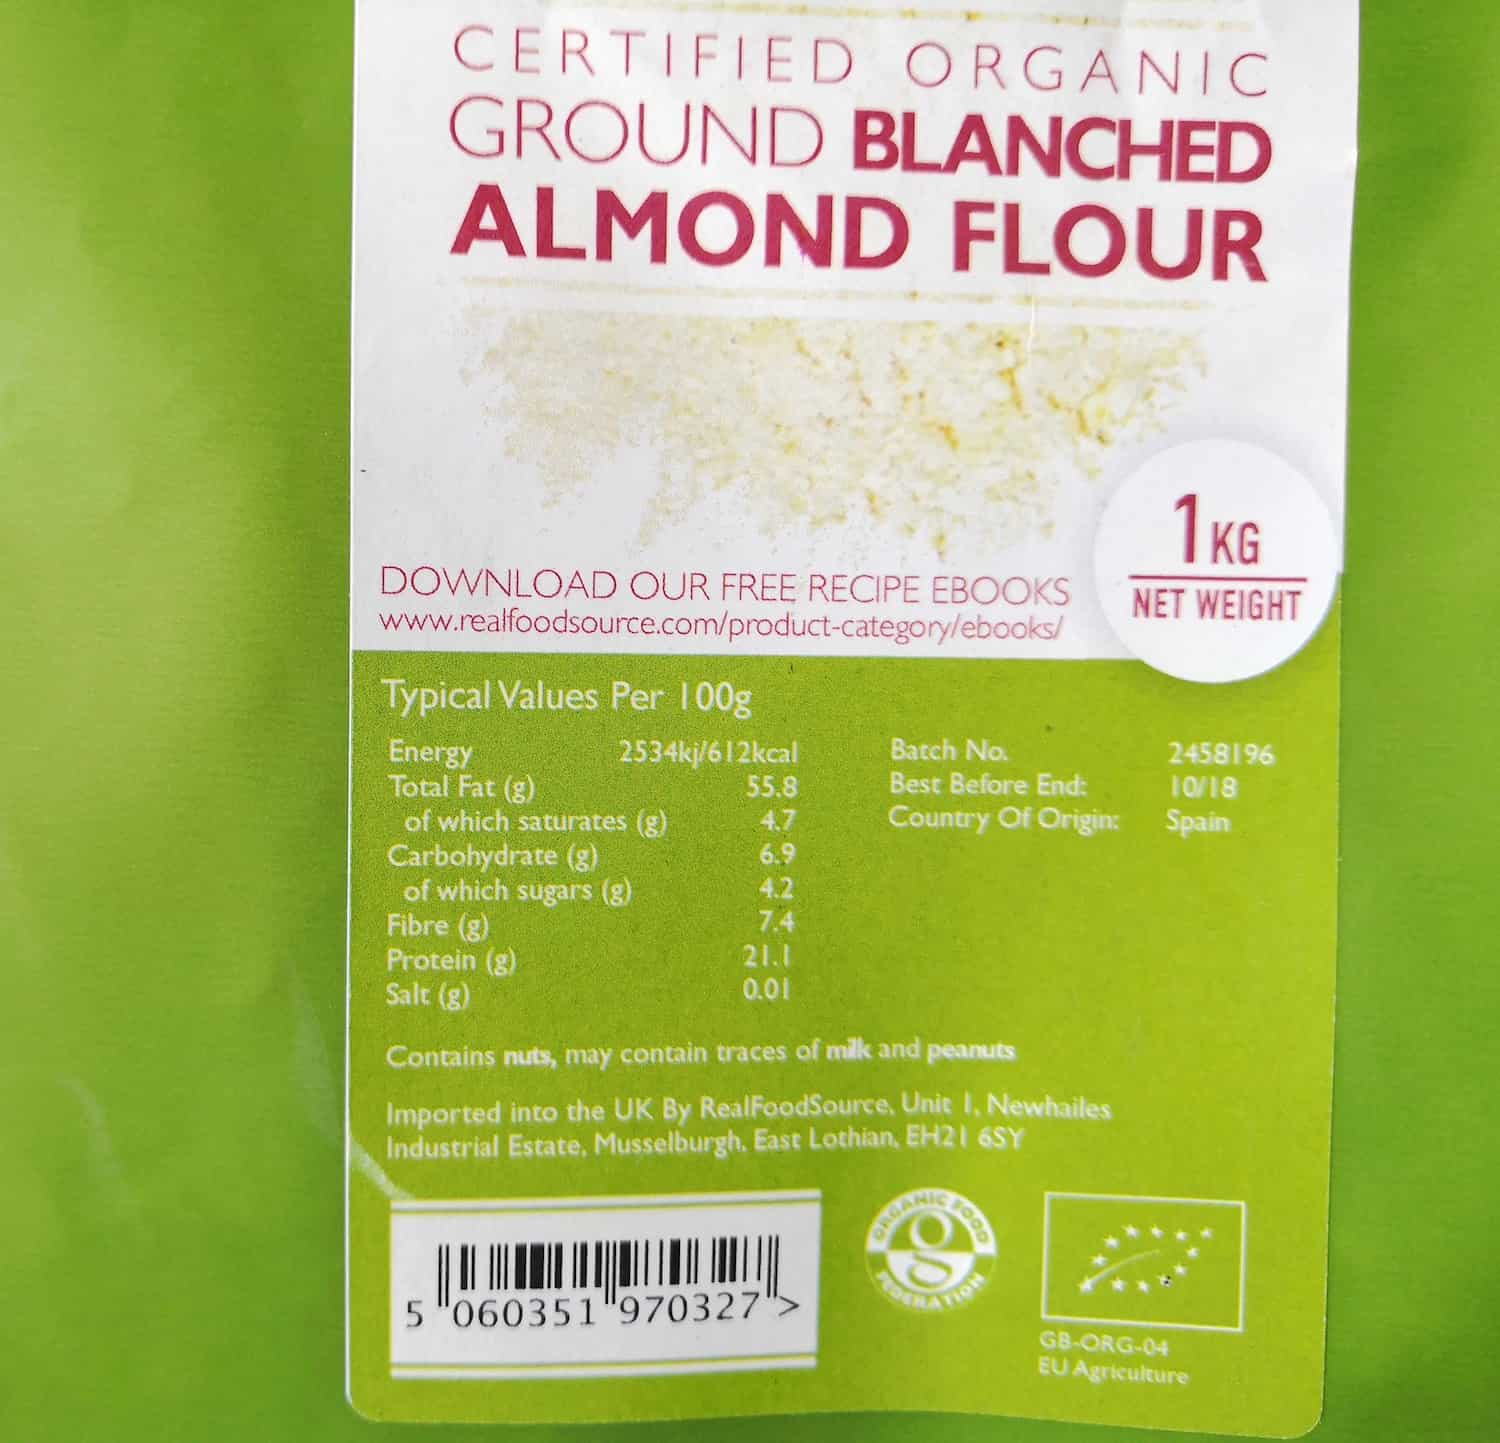 CERTIFIED ORGANIC
GROUND BLANCHED
ALMOND FLOUR
1 KG
NET WEIGHT
DOWNLOAD OUR FREE RECIPE EBOOKS
www.realfoodsource.com/product-category/ebooks/
Typical Values Per 100g
Energy 2534kj/612kcal
Total Fat (g) 55.8
of which saturates (g) 4.7
Carbohydrate (g) 6.9
of which sugars (g) 4.2
Fibre (g) 7.4
Protein (g) 21.1
Salt (g) 0.01
Batch No. 2458196
Best Before End: 10/18
Country Of Origin: Spain
Contains nuts, may contain traces of milk and peanuts
Imported into the UK By RealFoodSource, Unit 1, Newhailes
Industrial Estate, Musselburgh, East Lothian, EH21 6SY
5 060351 970327 >
ORGANIC FOOD
FEDERATION
GB-ORG-04
EU Agriculture